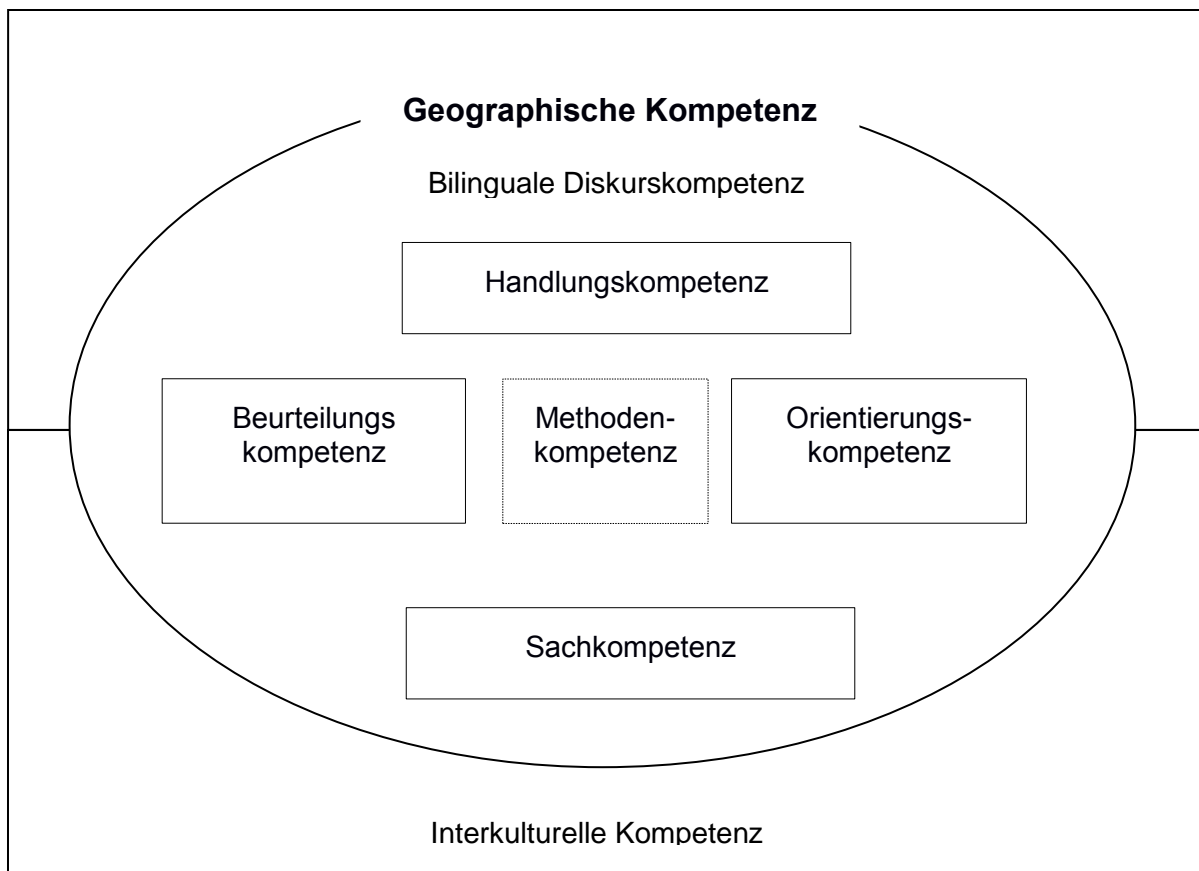 Geographische Kompetenz
Bilinguale Diskurskompetenz
Handlungskompetenz
Beurteilungs
kompetenz
Methoden-
kompetenz
Orientierungs-
kompetenz
Sachkompetenz
Interkulturelle Kompetenz